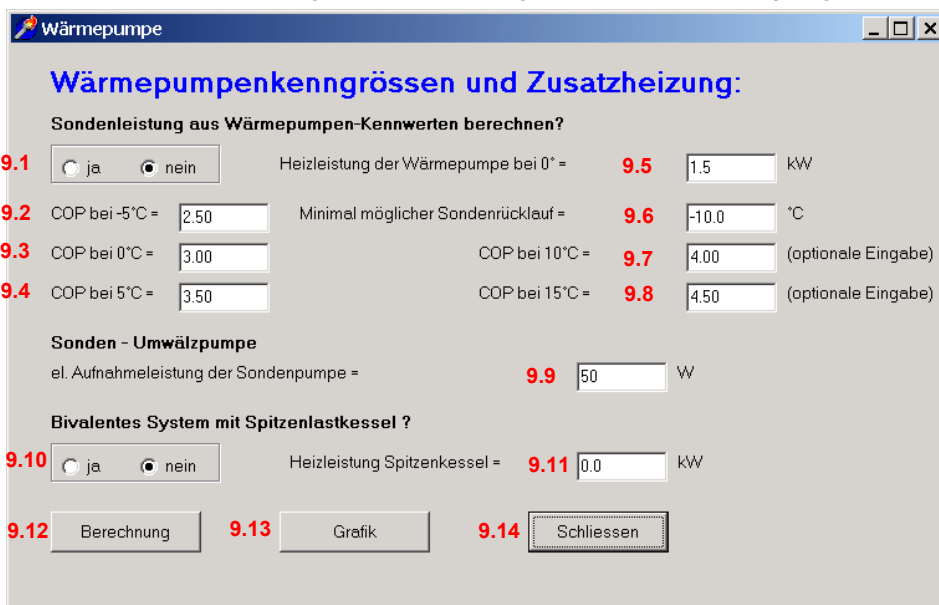 Wärmepumpe
Wärmepumpenkenngrössen und Zusatzheizung:
Sondenleistung aus Wärmepumpen-Kennwerten berechnen?
9.1 ja nein Heizleistung der Wärmepumpe bei 0° = 9.5 1.5 kW
9.2 COP bei -5°C = 2.50 Minimal möglicher Sondenrücklauf = 9.6 -10.0 °C
9.3 COP bei 0°C = 3.00 COP bei 10°C = 9.7 4.00 (optionale Eingabe)
9.4 COP bei 5°C = 3.50 COP bei 15°C = 9.8 4.50 (optionale Eingabe)
Sonden - Umwälzpumpe
el. Aufnahmeleistung der Sondenpumpe = 9.9 50 W
Bivalentes System mit Spitzenlastkessel ?
9.10 ja nein Heizleistung Spitzenkessel = 9.11 0.0 kW
9.12 Berechnung 9.13 Grafik 9.14 Schliessen